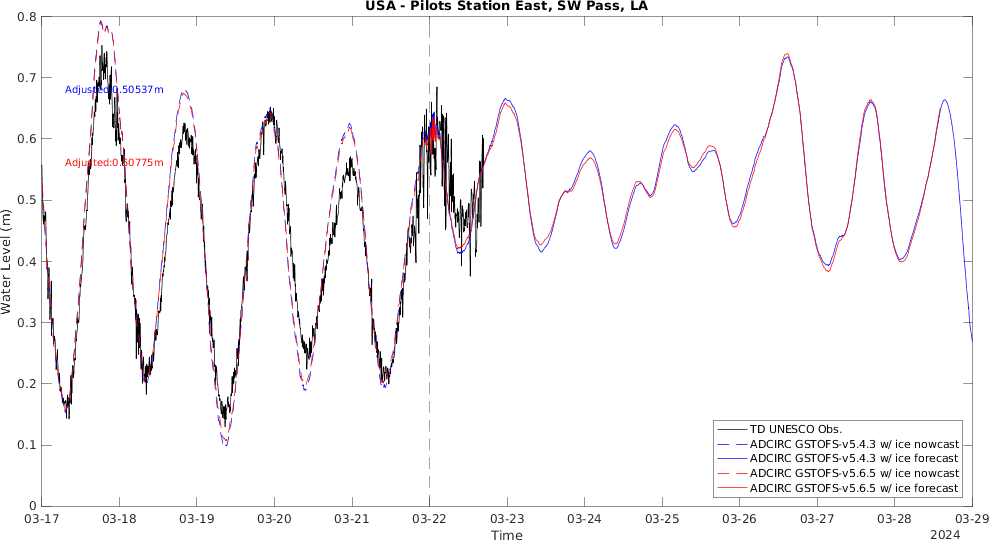 USA - Pilots Station East, SW Pass, LA
0.8
0.7
0.6
0.5
0.4
0.3
0.2
0.1
0
Water Level (m)
Adjusted:0.50537m
Adjusted:0.50775m
TD UNESCO Obs.
ADCIRC GSTOFS-v5.4.3 w/ ice nowcast
ADCIRC GSTOFS-v5.4.3 w/ ice forecast
ADCIRC GSTOFS-v5.6.5 w/ ice nowcast
ADCIRC GSTOFS-v5.6.5 w/ ice forecast
03-17 03-18 03-19 03-20 03-21 03-22 03-23 03-24 03-25 03-26 03-27 03-28 03-29
Time
2024